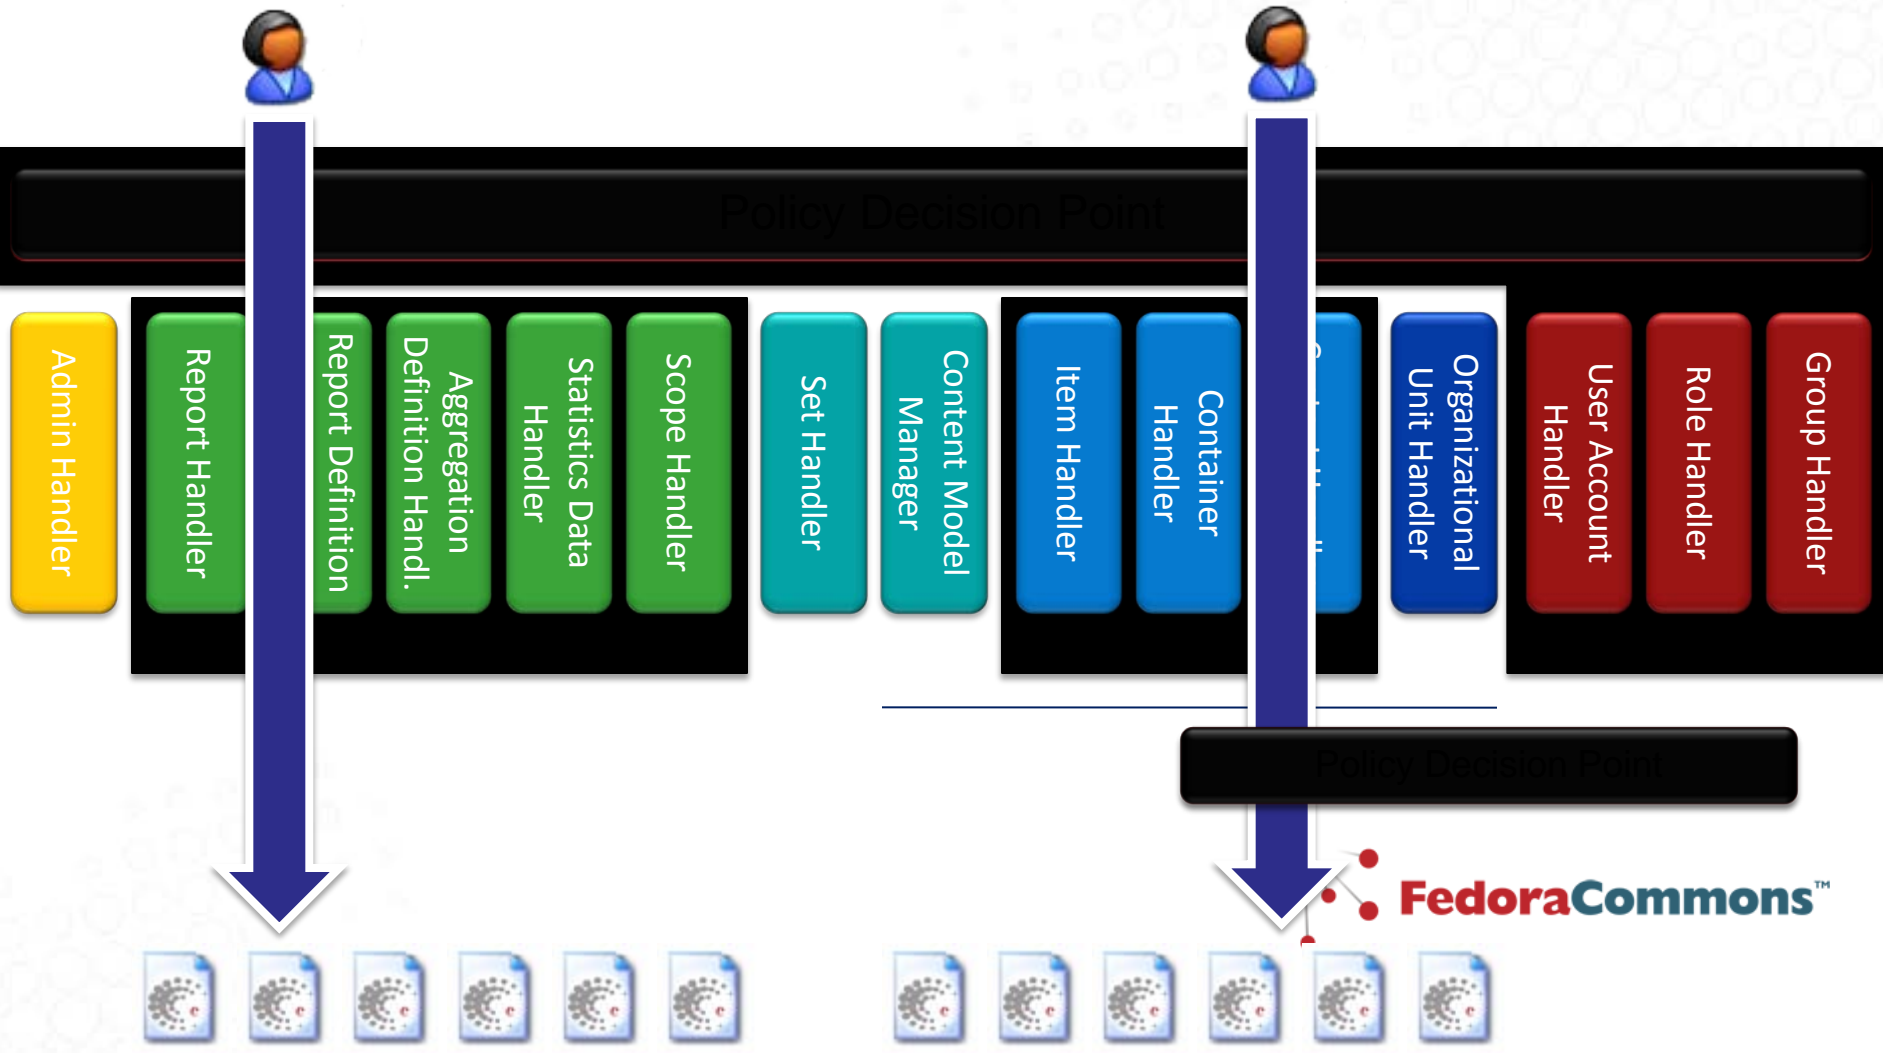 Policy Decision Point
Admin Handler
Report Handler
Report Definition
Aggregation
Definition Handl.
Statistics Data
Handler
Scope Handler
Set Handler
Content Model
Manager
Item Handler
Container
Handler
Organizational
Unit Handler
User Account
Handler
Role Handler
Group Handler
Policy Decision Point
FedoraCommons™
e
e
e
e
e
e
e
e
e
e
e
e